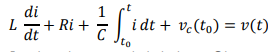 L di/dt + Ri + 1/C ∫_{t₀}^{t} i dt + v_c(t₀) = v(t)